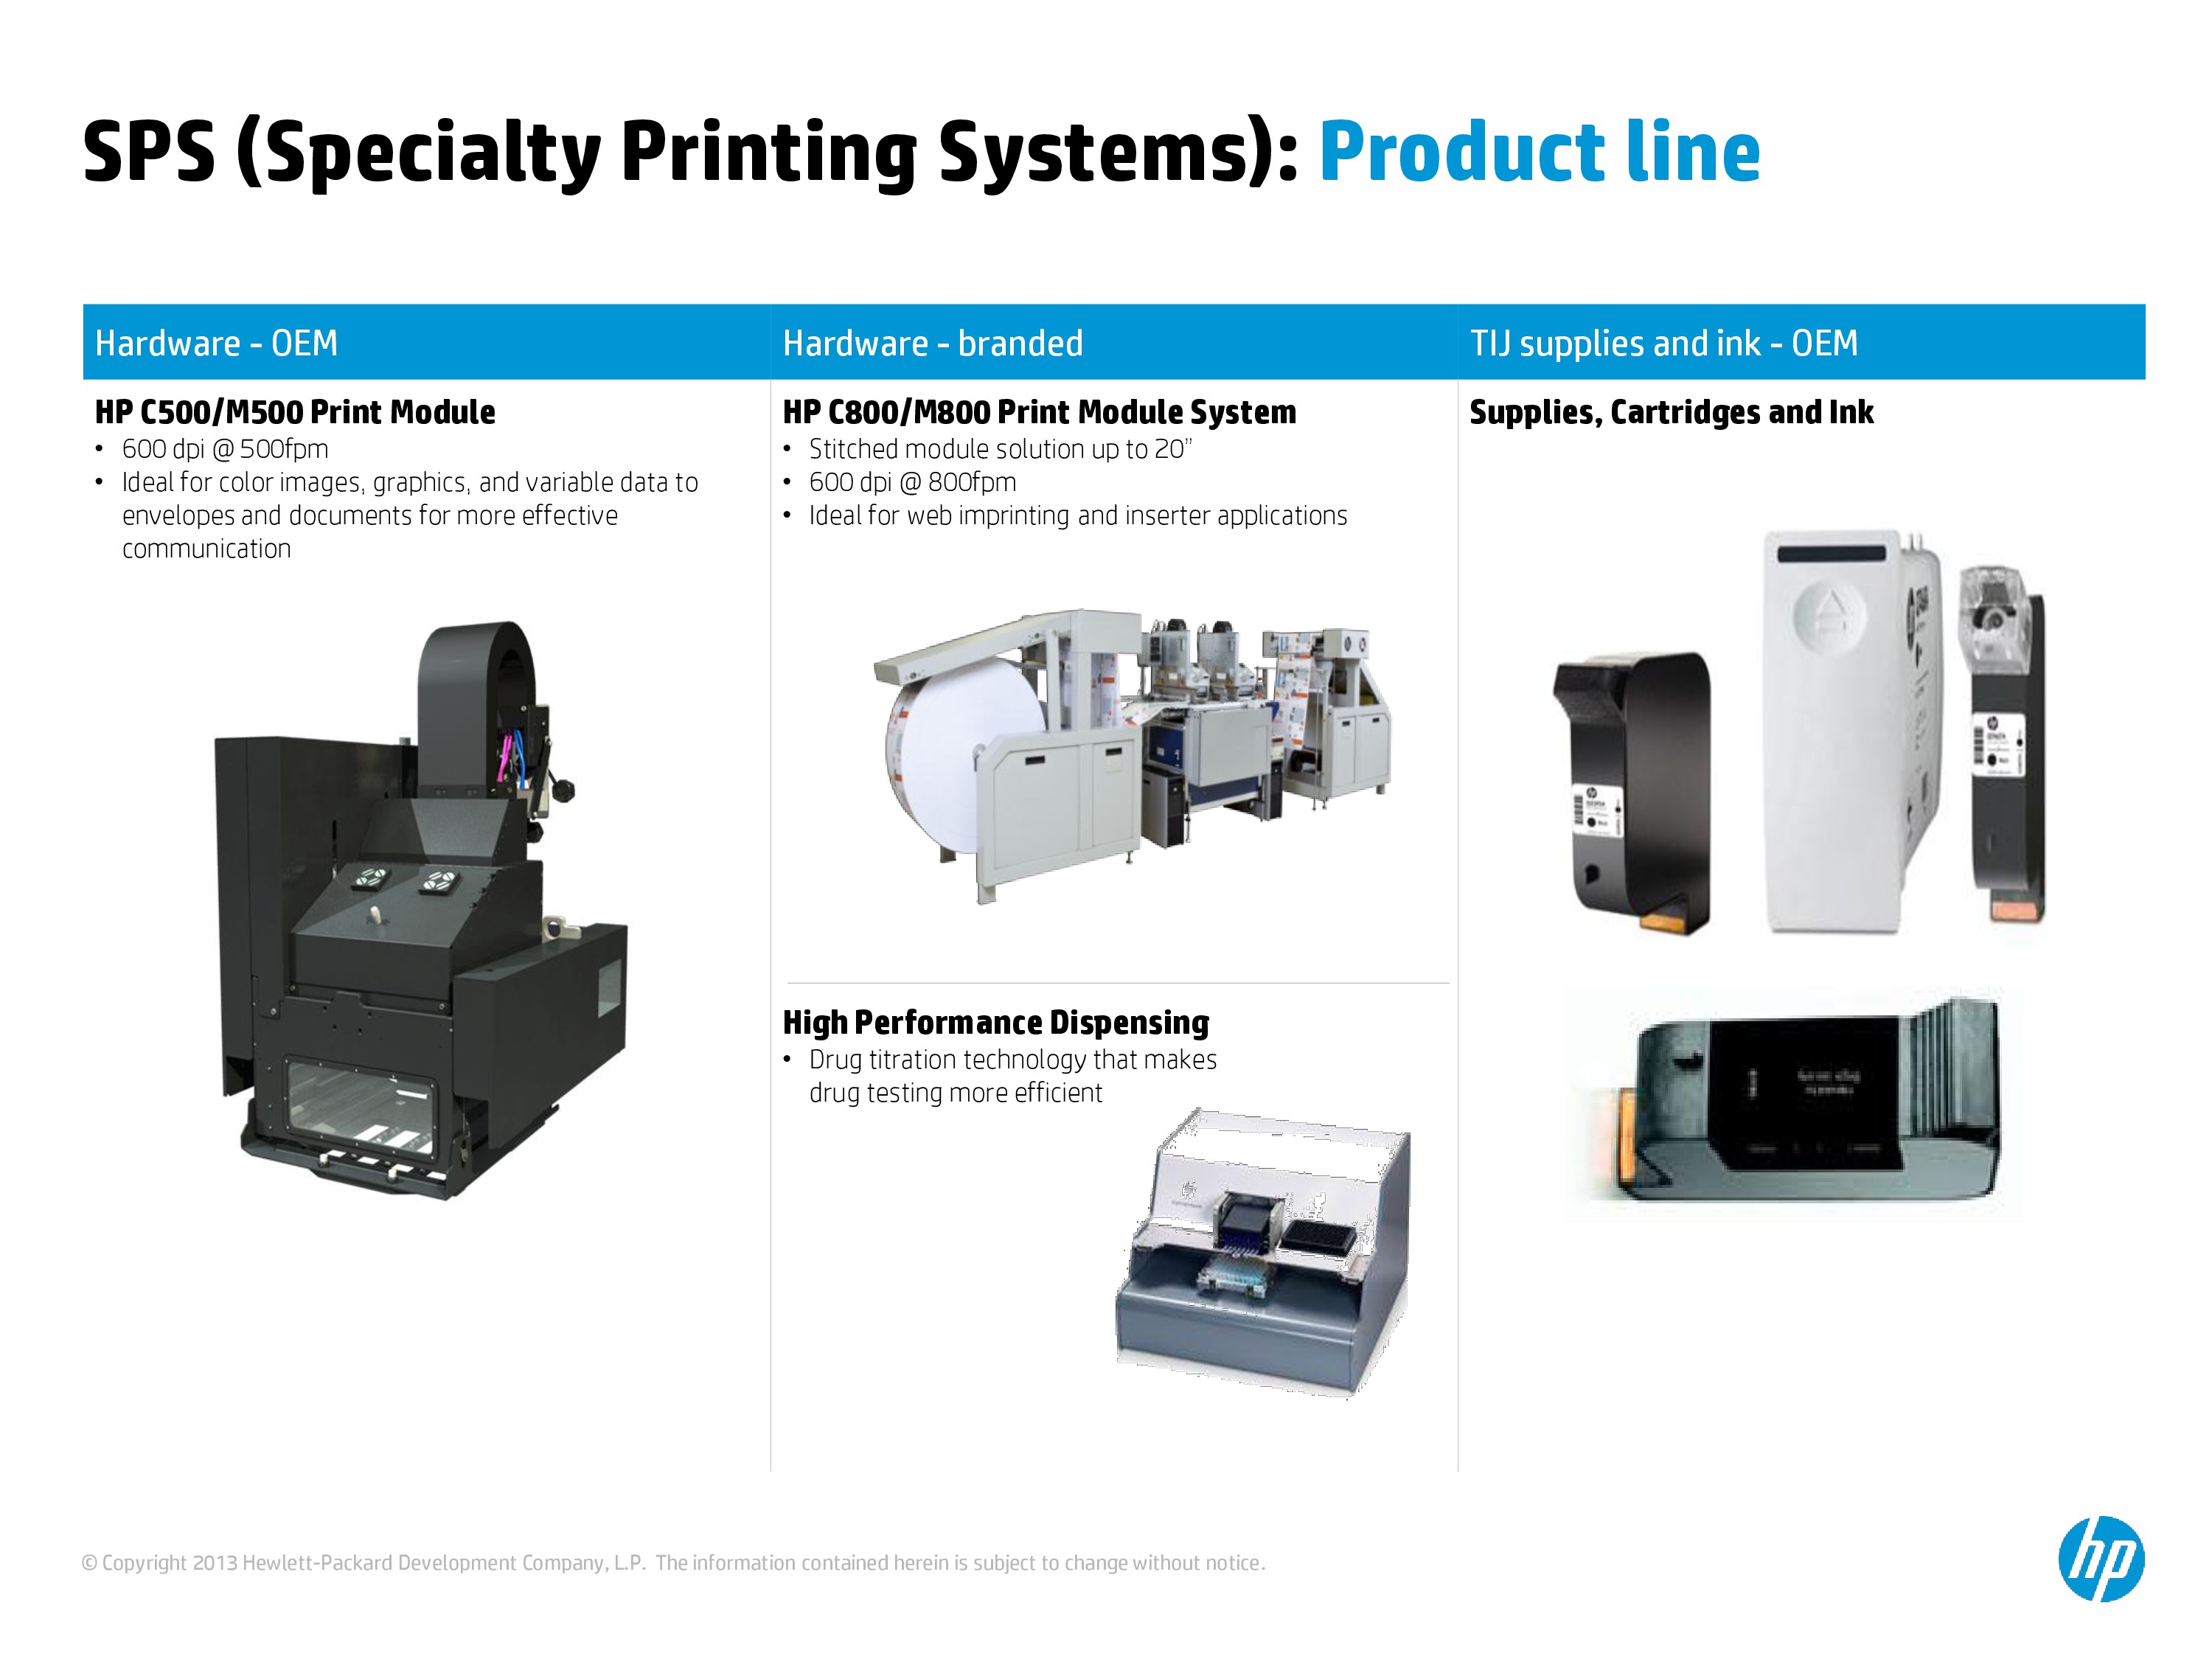 SPS (Specialty Printing Systems): Product line
Hardware - OEM
HP C500/M500 Print Module
• 600 dpi @ 500fpm
• Ideal for color images, graphics, and variable data to
envelopes and documents for more effective
communication
Hardware - branded
HP C800/M800 Print Module System
• Stitched module solution up to 20”
• 600 dpi @ 800fpm
• Ideal for web imprinting and inserter applications
High Performance Dispensing
• Drug titration technology that makes
drug testing more efficient
TIJ supplies and ink - OEM
Supplies, Cartridges and Ink
© Copyright 2013 Hewlett-Packard Development Company, L.P. The information contained herein is subject to change without notice.
hp